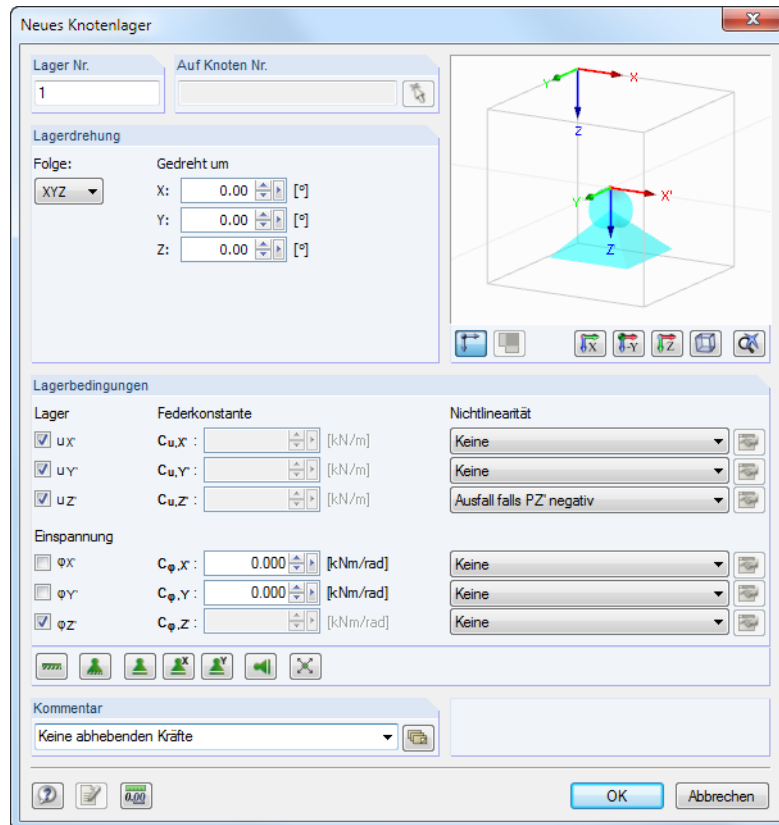 Neues Knotenlager
Lager Nr.
1
Auf Knoten Nr.
Lagerdrehung
Folge:
XYZ
Gedreht um
X: 0.00 [°]
Y: 0.00 [°]
Z: 0.00 [°]
Y X
Z
Y X'
Z'
X -Y Z
Lagerbedingungen
Lager Federkonstante Nichtlinearität
uX' Cu,X' : [kN/m] Keine
uY' Cu,Y' : [kN/m] Keine
uZ' Cu,Z' : [kN/m] Ausfall falls PZ' negativ
Einspannung
φX' Cφ,X' : 0.000 [kNm/rad] Keine
φY' Cφ,Y' : 0.000 [kNm/rad] Keine
φZ' Cφ,Z' : [kNm/rad] Keine
X Y
Kommentar
Keine abhebenden Kräfte
0.00
OK Abbrechen